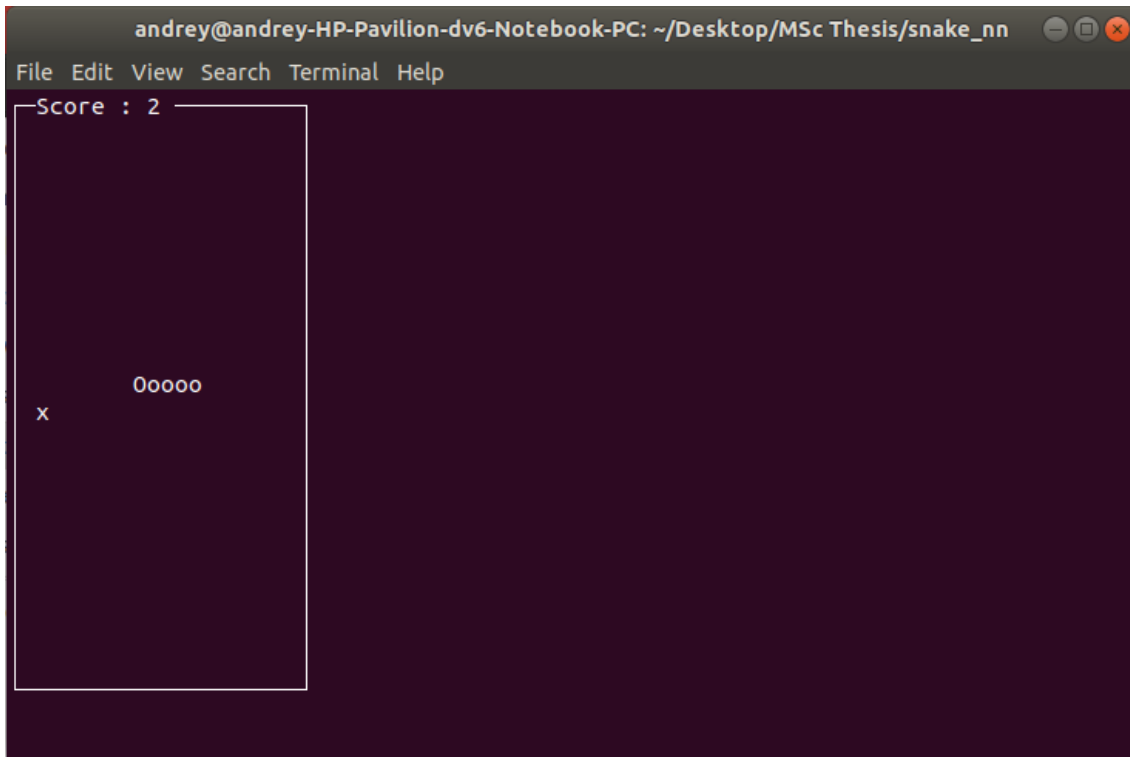 andrey@andrey-HP-Pavilion-dv6-Notebook-PC: ~/Desktop/MSc Thesis/snake_nn
File Edit View Search Terminal Help
Score : 2
Ooooo
x